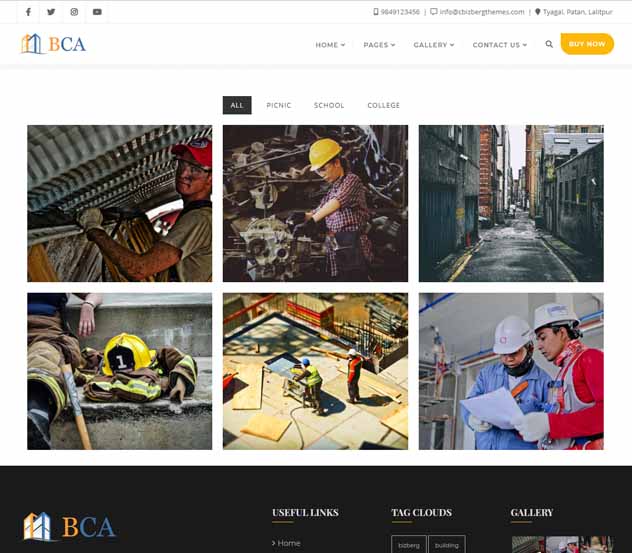 9849123456 | info@cbizbergthemes.com | Tyagal, Patan, Lalitpur
BCA
HOME PAGES GALLERY CONTACT US BUY NOW
ALL PICNIC SCHOOL COLLEGE
1
BCA
USEFUL LINKS TAG CLOUDS GALLERY
Home bizberg building